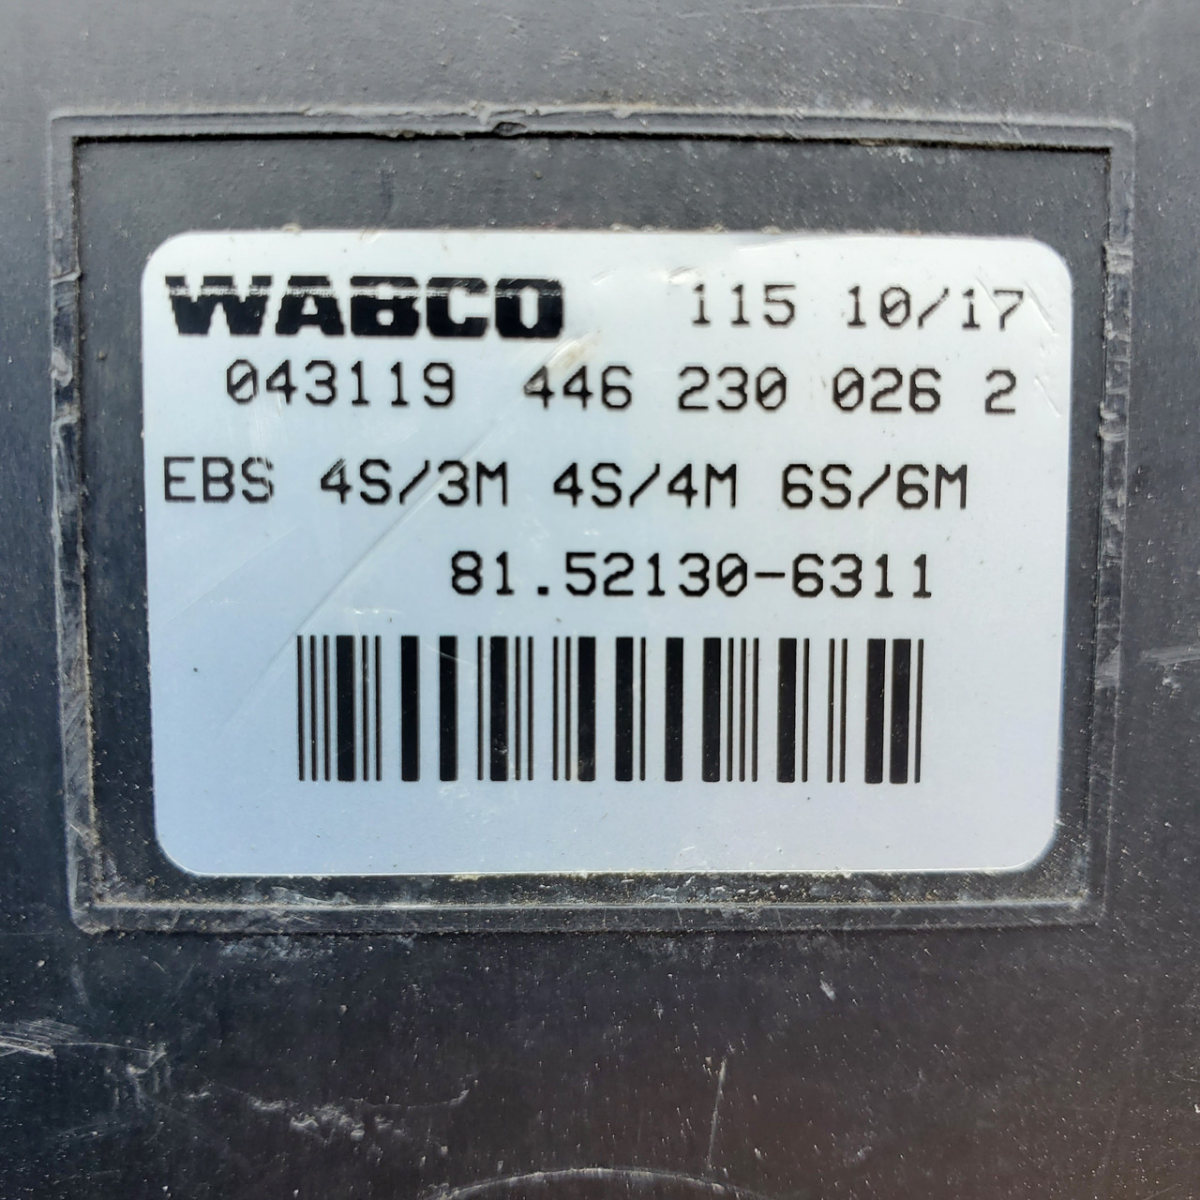 WABCO 115 10/17
043119 446 230 026 2
EBS 4S/3M 4S/4M 6S/6M
81.52130-6311